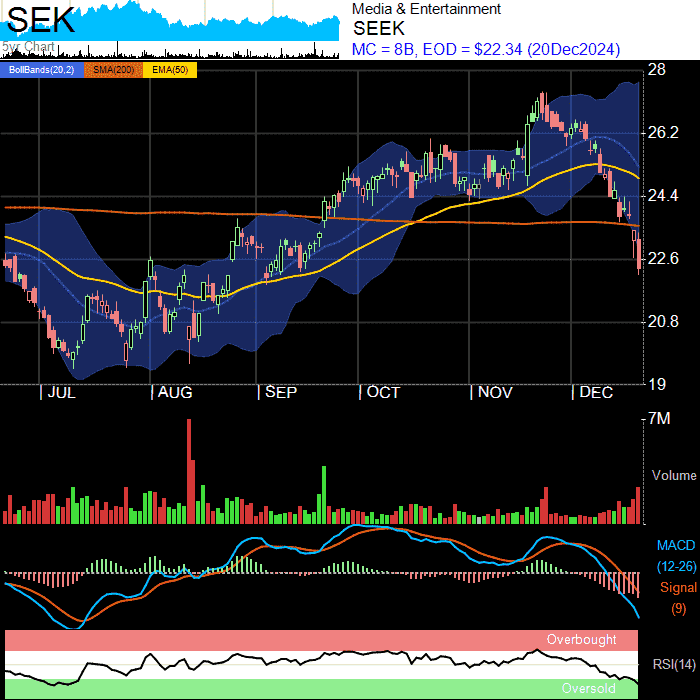 SEK
5yr Chart
Media & Entertainment
SEEK
MC = 8B, EOD = $22.34 (20Dec2024)
BollBands(20,2) SMA(200) EMA(50)
28
26.2
24.4
22.6
20.8
19
JUL AUG SEP OCT NOV DEC
7M
Volume
MACD
(12-26)
Signal
(9)
Overbought
RSI(14)
Oversold